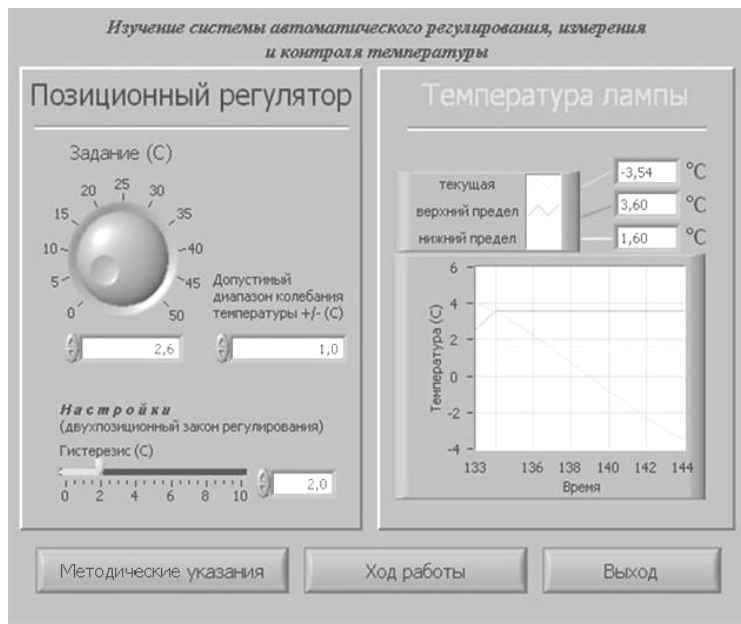 Изучение системы автоматического регулирования, измерения
и контроля температуры
Позиционный регулятор
Задание (C)
0
5
10
15
20
25
30
35
40
45
50
2,6
Допустимый
диапазон колебания
температуры +/- (C)
1,0
Настройки
(двухпозиционный закон регулирования)
Гистерезис (C)
0 2 4 6 8 10
2,0
Температура лампы
текущая -3,54 °C
верхний предел 3,60 °C
нижний предел 1,60 °C
Температура (C)
6
4
2
0
-2
-4
133 136 138 140 142 144
Время
Методические указания
Ход работы
Выход